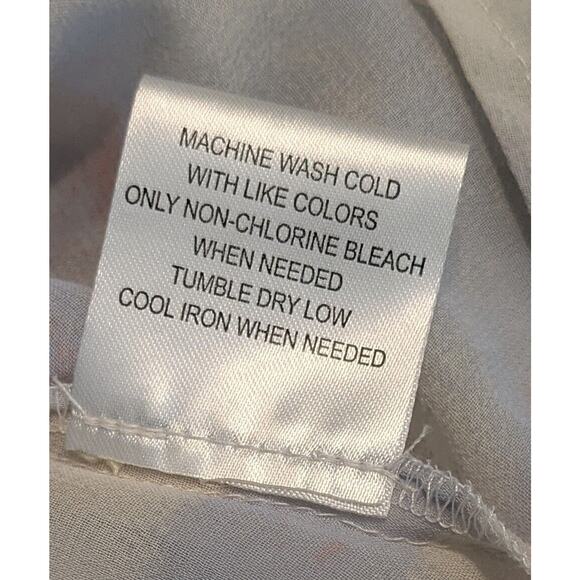 MACHINE WASH COLD
WITH LIKE COLORS
ONLY NON-CHLORINE BLEACH
WHEN NEEDED
TUMBLE DRY LOW
COOL IRON WHEN NEEDED